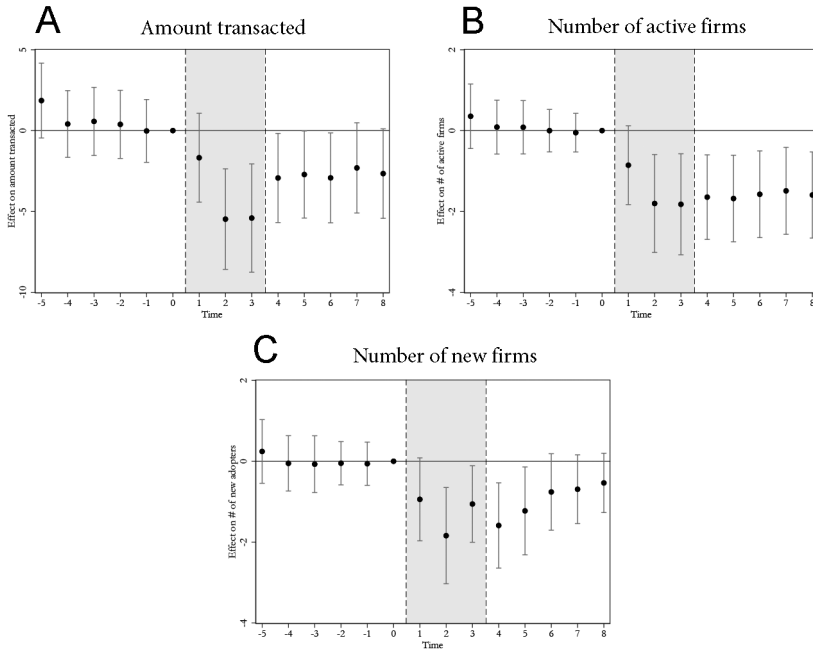 A
Amount transacted
Effect on amount transacted
5
0
-5
-10
-5 -4 -3 -2 -1 0 1 2 3 4 5 6 7 8
Time
B
Number of active firms
Effect on # of active firms
2
0
-2
-4
-5 -4 -3 -2 -1 0 1 2 3 4 5 6 7 8
Time
C
Number of new firms
Effect on # of new adopters
2
0
-2
-4
-5 -4 -3 -2 -1 0 1 2 3 4 5 6 7 8
Time